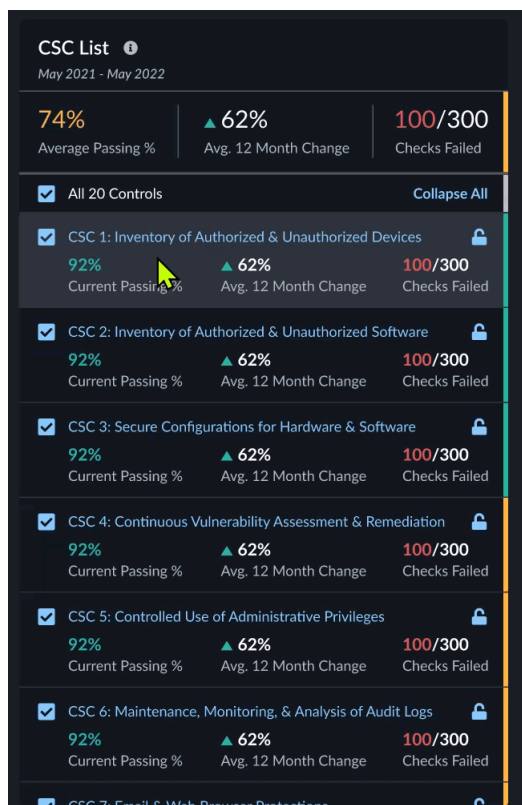 CSC List
May 2021 - May 2022
74% 62% 100/300
Average Passing % Avg. 12 Month Change Checks Failed
All 20 Controls Collapse All
CSC 1: Inventory of Authorized & Unauthorized Devices
92% 62% 100/300
Current Passing % Avg. 12 Month Change Checks Failed
CSC 2: Inventory of Authorized & Unauthorized Software
92% 62% 100/300
Current Passing % Avg. 12 Month Change Checks Failed
CSC 3: Secure Configurations for Hardware & Software
92% 62% 100/300
Current Passing % Avg. 12 Month Change Checks Failed
CSC 4: Continuous Vulnerability Assessment & Remediation
92% 62% 100/300
Current Passing % Avg. 12 Month Change Checks Failed
CSC 5: Controlled Use of Administrative Privileges
92% 62% 100/300
Current Passing % Avg. 12 Month Change Checks Failed
CSC 6: Maintenance, Monitoring, & Analysis of Audit Logs
92% 62% 100/300
Current Passing % Avg. 12 Month Change Checks Failed
CSC 7: Email & Web Browser Protections